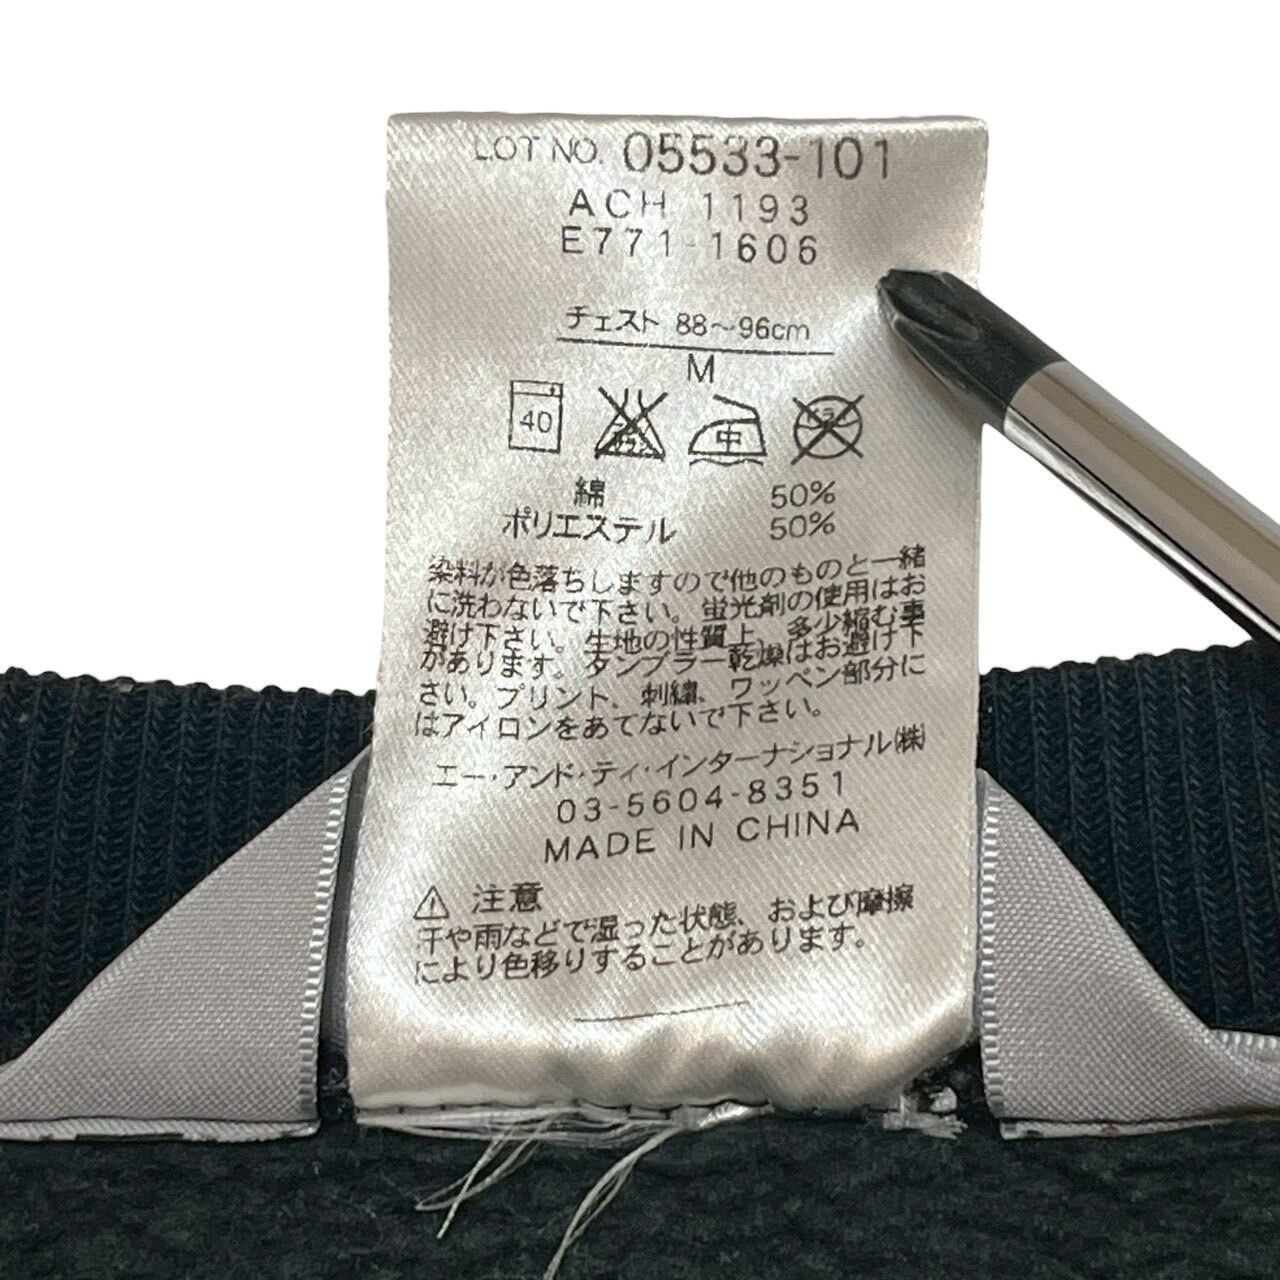 LOT NO. 05533-101
ACH 1193
E771-1606
チェスト 88～96cm
M
40
中
綿 50%
ポリエステル 50%
染料が色落ちしますので他のものと一緒
に洗わないで下さい。蛍光剤の使用はお
避け下さい。生地の性質上、多少縮む事
があります。タンブラー乾燥はお避け下
さい。プリント、刺繍、ワッペン部分に
はアイロンをあてないで下さい。
エー・アンド・ティ・インターナショナル(株)
03-5604-8351
MADE IN CHINA
注意
汗や雨などで湿った状態、および摩擦
により色移りすることがあります。